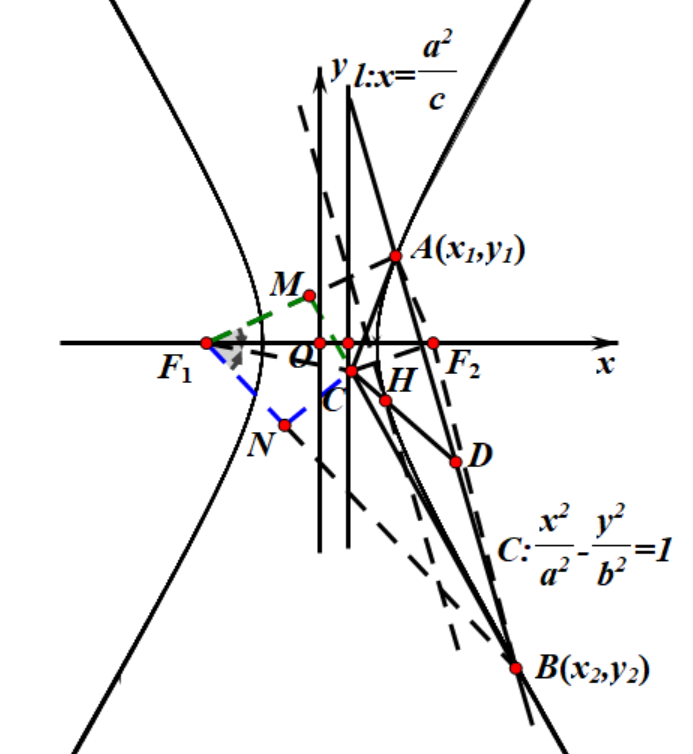 y l:x=a²/c
A(x₁,y₁)
M
F₁ O F₂ x
C H
N D
C: x²/a² - y²/b² =1
B(x₂,y₂)